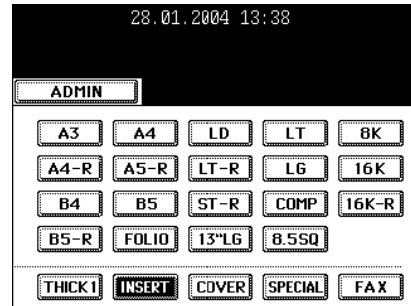 28.01.2004 13:38
ADMIN
A3 A4 LD LT 8K
A4-R A5-R LT-R LG 16K
B4 B5 ST-R COMP 16K-R
B5-R FOLIO 13"LG 8.5SQ
THICK1 INSERT COVER SPECIAL FAX